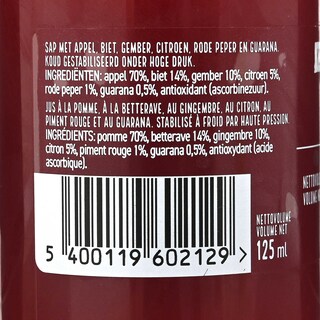 SAP MET APPEL, BIET, GEMBER, CITROEN, RODE PEPER EN GUARANA.
KOUD GESTABILISEERD ONDER HOGE DRUK.
INGREDIËNTEN: appel 70%, biet 14%, gember 10%, citroen 5%,
rode peper 1%, guarana 0,5%, antioxidant (ascorbinezuur).
JUS À LA POMME, À LA BETTERAVE, AU GINGEMBRE, AU CITRON, AU
PIMENT ROUGE ET AU GUARANA. STABILISÉ À FROID PAR HAUTE PRESSION.
INGRÉDIENTS: pomme 70%, betterave 14%, gingembre 10%,
citron 5%, piment rouge 1%, guarana 0,5%, antioxydant (acide
ascorbique).
NETTOVOLUME
VOLUME NET
125 ml
5 400119 602129 >